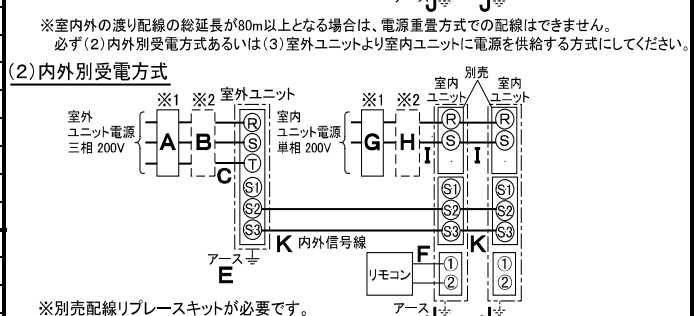 J J
※室内外の渡り配線の総延長が80m以上となる場合は、電源重畳方式での配線はできません。
必ず(2)内外別受電方式あるいは(3)室外ユニットより室内ユニットに電源を供給する方式にしてください。
(2)内外別受電方式
別売
※1 ※2 室外ユニット ※1 ※2 室内ユニット 室内ユニット
室外
ユニット電源
三相 200V
A B C
R
S
T
S1
S2
S3
室内
ユニット電源
単相 200V
G H I I
R
S
S1
S2
S3
R
S
S1
S2
S3
K 内外信号線 K
アース
E
リモコン F
①
②
①
②
アース
※別売配線リプレースキットが必要です。